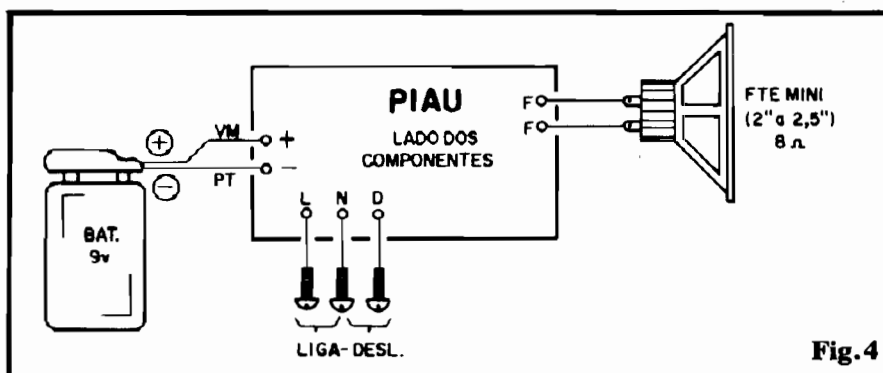 PIAU
LADO DOS
COMPONENTES
VM
+
+
PT
-
-
F
F
FTE MINI
(2" a 2,5")
8 Ω
L N D
BAT.
9v
LIGA-DESL.
Fig.4